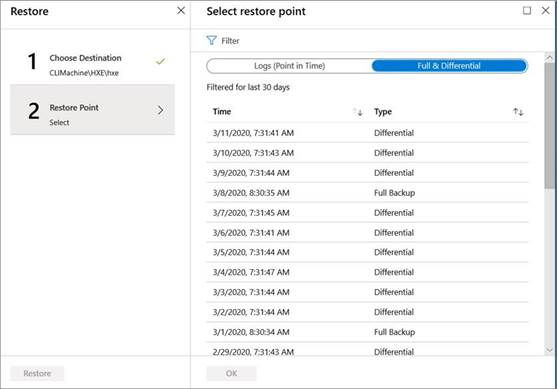 Restore
1 Choose Destination
CLIMachine\HXE\hxe
2 Restore Point
Select
Restore
Select restore point
Filter
Logs (Point in Time) Full & Differential
Filtered for last 30 days
Time Type
3/11/2020, 7:31:41 AM Differential
3/10/2020, 7:31:43 AM Differential
3/9/2020, 7:31:44 AM Differential
3/8/2020, 8:30:35 AM Full Backup
3/7/2020, 7:31:45 AM Differential
3/6/2020, 7:31:41 AM Differential
3/5/2020, 7:31:44 AM Differential
3/4/2020, 7:31:47 AM Differential
3/3/2020, 7:31:44 AM Differential
3/2/2020, 7:31:44 AM Differential
3/1/2020, 8:30:34 AM Full Backup
2/29/2020, 7:31:43 AM Differential
OK